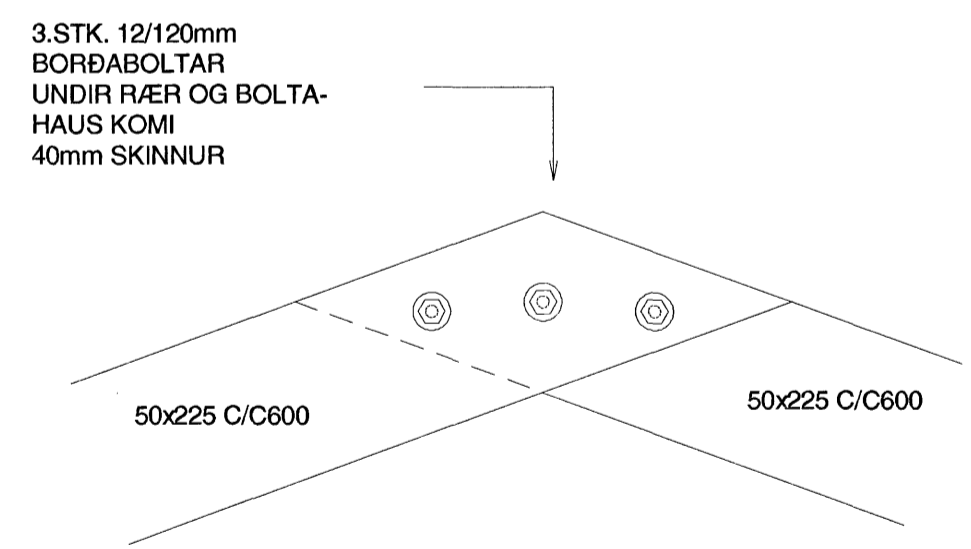 3.STK. 12/120mm
BORÐABOLTAR
UNDIR RÆR OG BOLTA-
HAUS KOMI
40mm SKINNUR
50x225 C/C600
50x225 C/C600